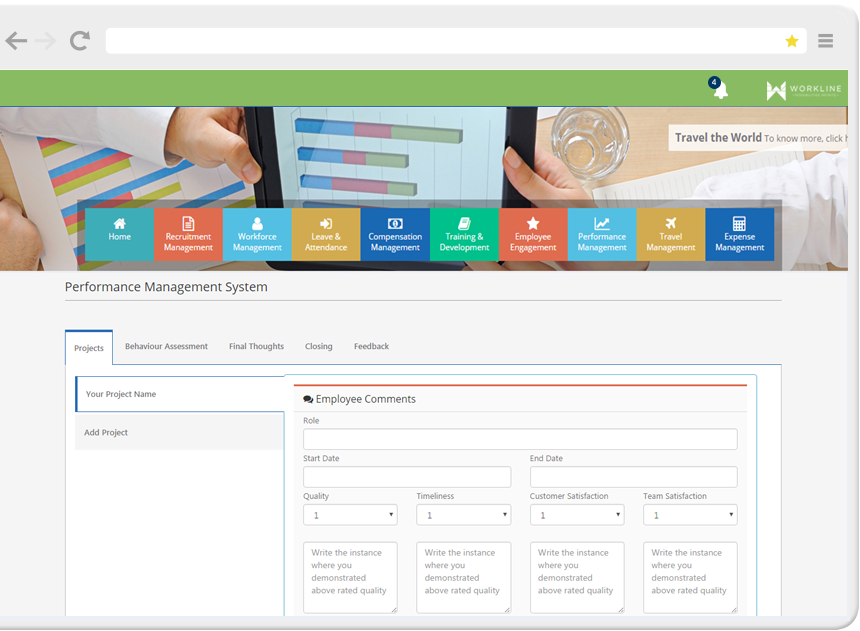 4
WORKLINE
Travel the World To know more, click h
Home
Recruitment
Management
Workforce
Management
Leave &
Attendance
Compensation
Management
Training &
Development
Employee
Engagement
Performance
Management
Travel
Management
Expense
Management
Performance Management System
Projects Behaviour Assessment Final Thoughts Closing Feedback
Your Project Name
Add Project
Employee Comments
Role
Start Date End Date
Quality Timeliness Customer Satisfaction Team Satisfaction
1 1 1 1
Write the instance
where you
demonstrated
above rated quality
Write the instance
where you
demonstrated
above rated quality
Write the instance
where you
demonstrated
above rated quality
Write the instance
where you
demonstrated
above rated quality